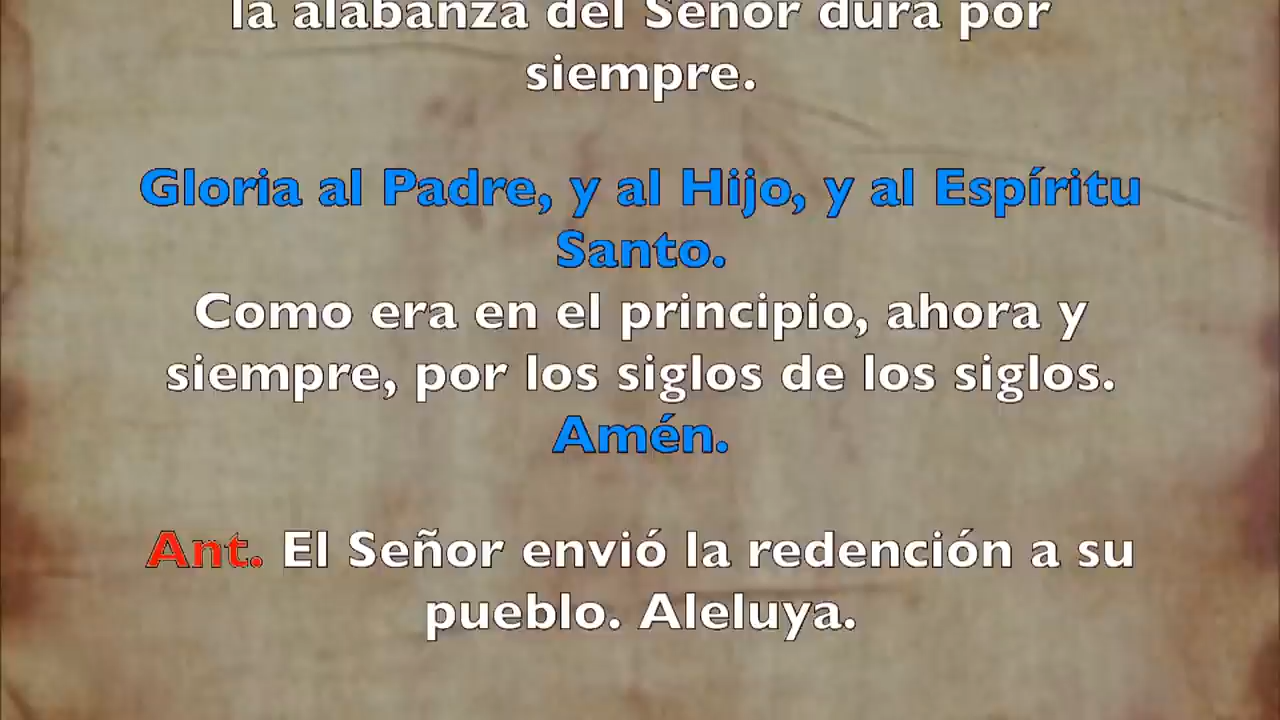 la alabanza del Señor dura por
siempre.
Gloria al Padre, y al Hijo, y al Espíritu
Santo.
Como era en el principio, ahora y
siempre, por los siglos de los siglos.
Amén.
Ant. El Señor envió la redención a su
pueblo. Aleluya.